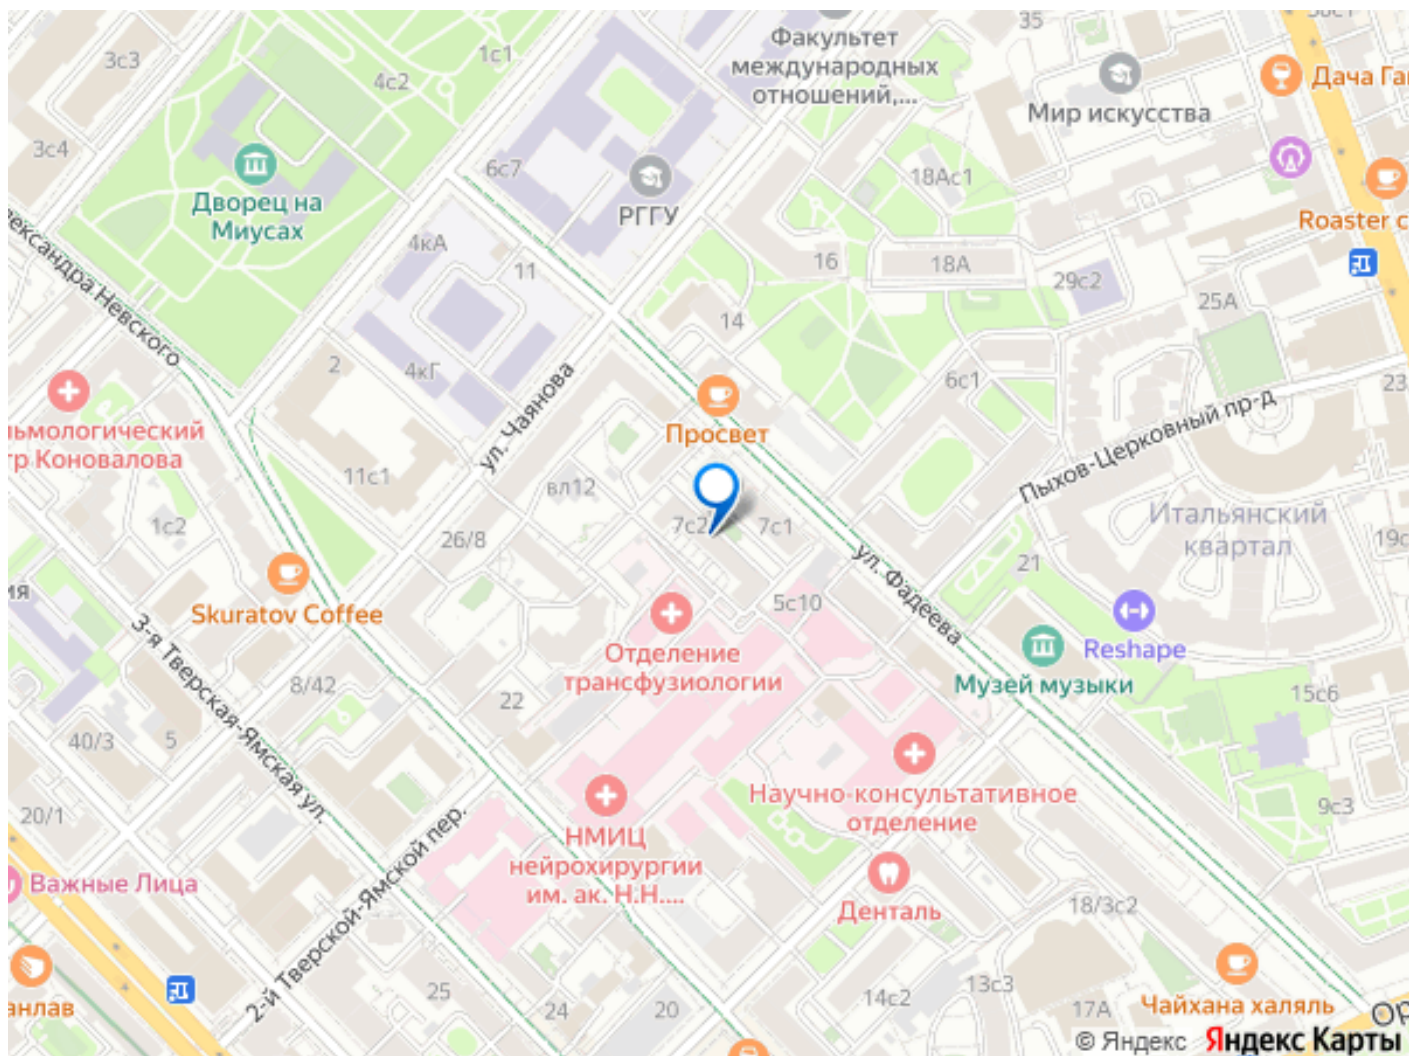 Факультет
международных
отношений,...
35
1с1
3с3
4с2
Мир искусства
Дача Га
3с4
6с7
18Ас1
РГГУ
Дворец на
Миусах
4кА
11
16
18А
Roaster c
29с2
25А
14
ександра Невского
2
4кГ
ул. Чаянова
6с1
23
Просвет
Пыхов-Церковный пр-д
ьмологический
тр Коновалова
11с1
вл12
1с2
26/8
7с2
7с1
Итальянский
квартал
19с
21
ия
Skuratov Coffee
5с10
ул. Фадеева
Reshape
Отделение
трансфузиологии
Музей музыки
3-я Тверская-Ямская ул.
8/42
22
15с6
40/3
5
20/1
Научно-консультативное
отделение
9с3
НМИЦ
нейрохирургии
им. ак. Н.Н....
2-й Тверской-Ямской пер.
Важные Лица
Денталь
18/3с2
анлав
25
24
20
14с2
13с3
17А
Чайхана халяль
Ор
© Яндекс Яндекс Карты